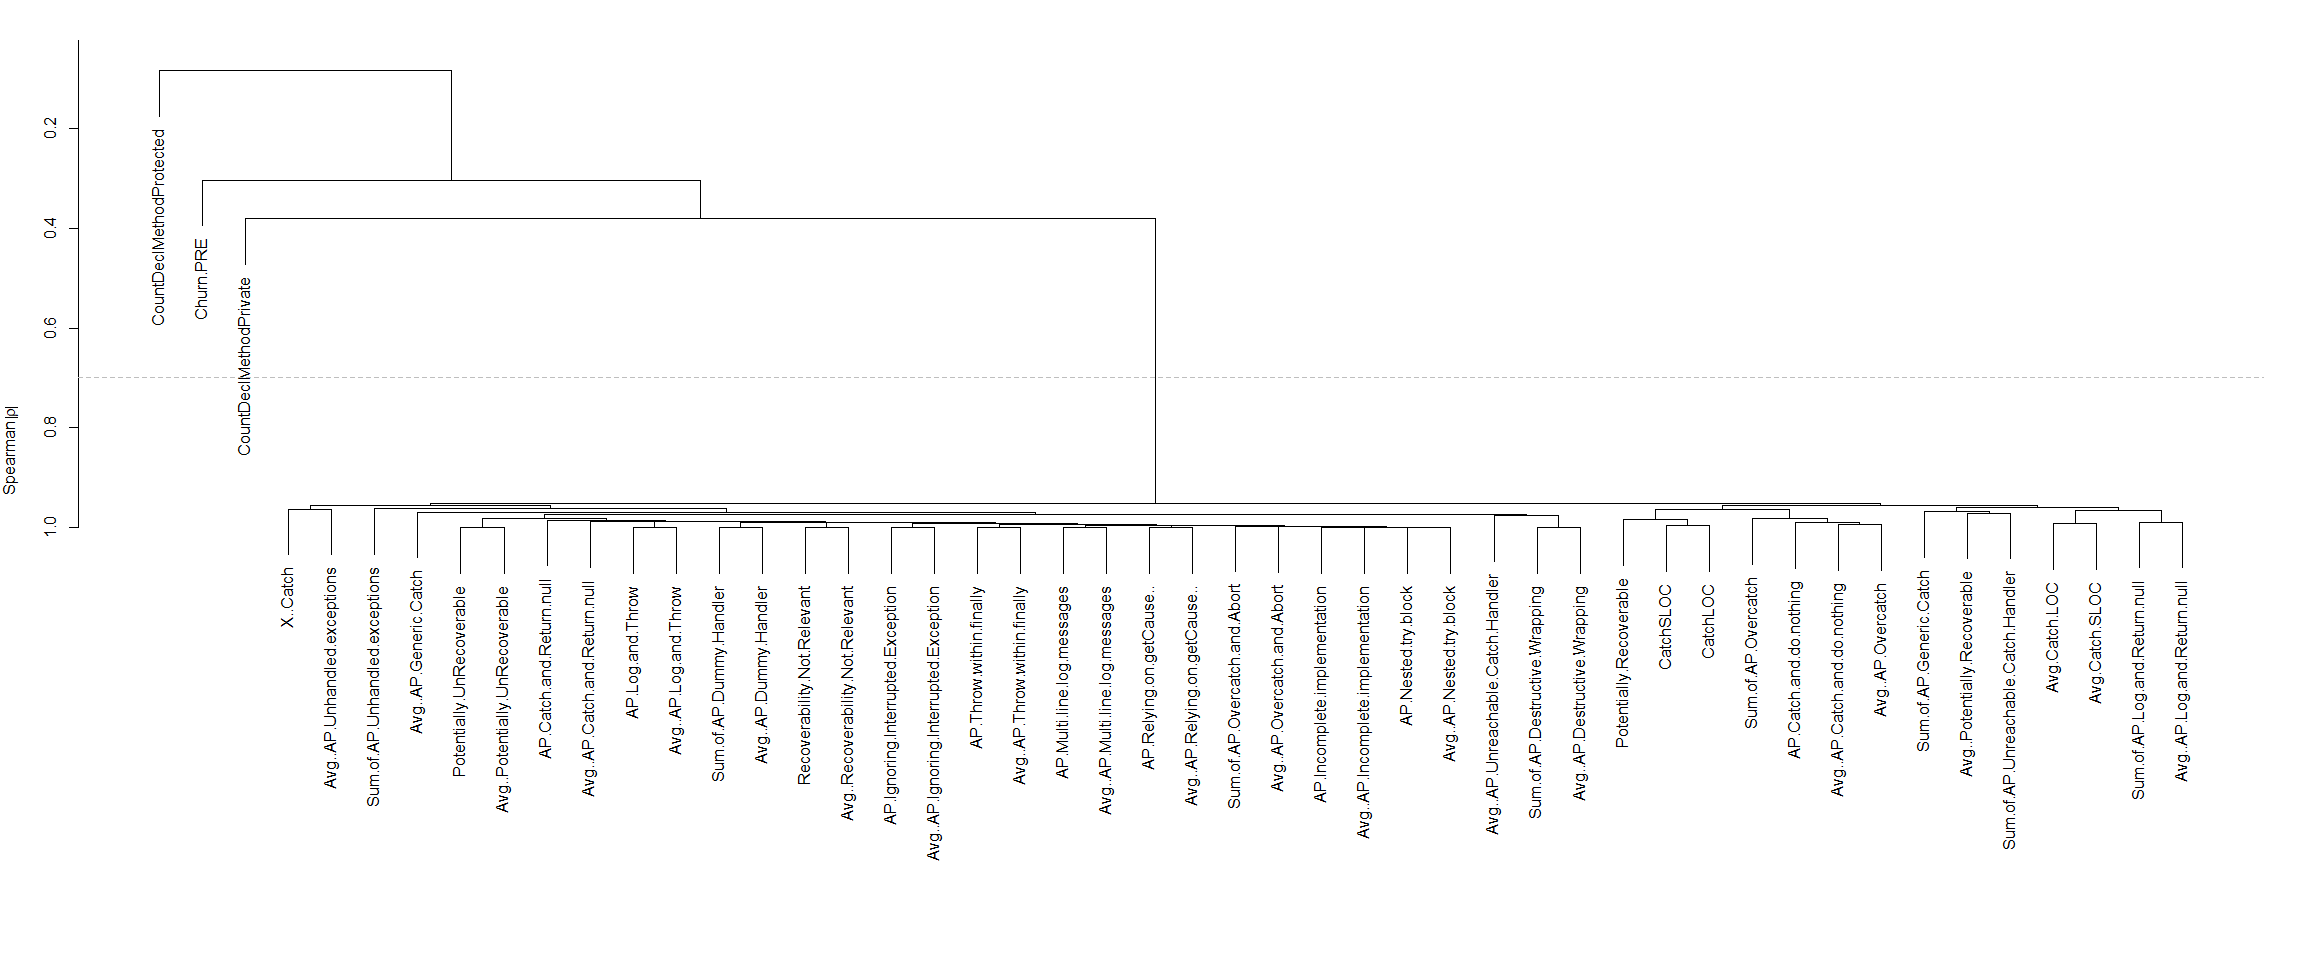 Spearman|ρ|
0.2
0.4
0.6
0.8
1.0
CountDeclMethodProtected
Churn.PRE
CountDeclMethodPrivate
X..Catch
Avg..AP.Unhandled.exceptions
Sum.of.AP.Unhandled.exceptions
Avg..AP.Generic.Catch
Potentially.UnRecoverable
Avg..Potentially.UnRecoverable
AP.Catch.and.Return.null
Avg..AP.Catch.and.Return.null
AP.Log.and.Throw
Avg..AP.Log.and.Throw
Sum.of.AP.Dummy.Handler
Avg..AP.Dummy.Handler
Recoverability.Not.Relevant
Avg..Recoverability.Not.Relevant
AP.Ignoring.Interrupted.Exception
Avg..AP.Ignoring.Interrupted.Exception
AP.Throw.within.finally
Avg..AP.Throw.within.finally
AP.Multi.line.log.messages
Avg..AP.Multi.line.log.messages
AP.Relying.on.getCause..
Avg..AP.Relying.on.getCause..
Sum.of.AP.Overcatch.and.Abort
Avg..AP.Overcatch.and.Abort
AP.Incomplete.implementation
Avg..AP.Incomplete.implementation
AP.Nested.try.block
Avg..AP.Nested.try.block
Avg..AP.Unreachable.Catch.Handler
Sum.of.AP.Destructive.Wrapping
Avg..AP.Destructive.Wrapping
Potentially.Recoverable
CatchSLOC
CatchLOC
Sum.of.AP.Overcatch
AP.Catch.and.do.nothing
Avg..AP.Catch.and.do.nothing
Avg..AP.Overcatch
Sum.of.AP.Generic.Catch
Avg..Potentially.Recoverable
Sum.of.AP.Unreachable.Catch.Handler
Avg.Catch.LOC
Avg.Catch.SLOC
Sum.of.AP.Log.and.Return.null
Avg..AP.Log.and.Return.null